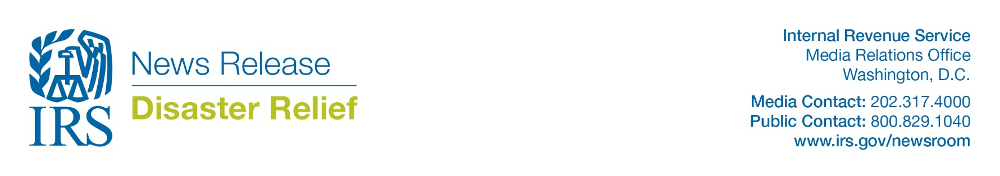 IRS
News Release
Disaster Relief
Internal Revenue Service
Media Relations Office
Washington, D.C.
Media Contact: 202.317.4000
Public Contact: 800.829.1040
www.irs.gov/newsroom